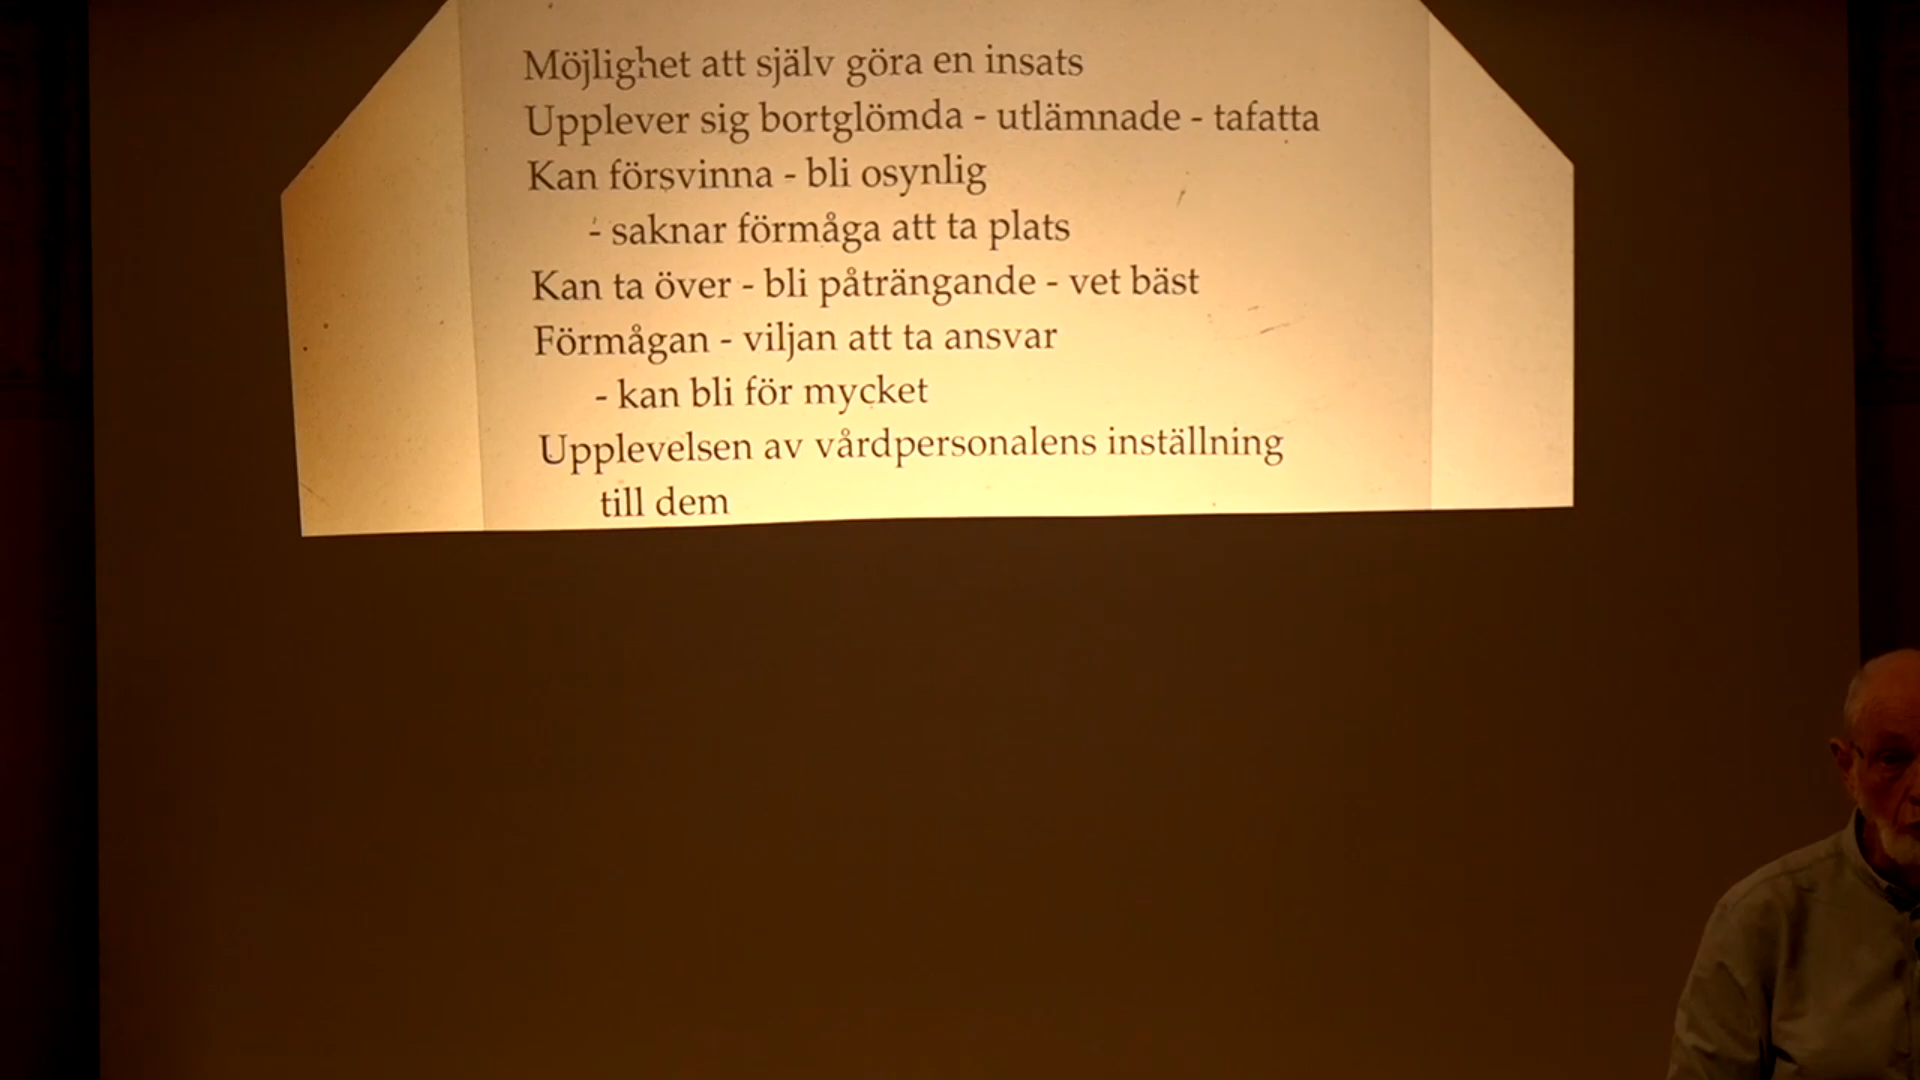 Möjlighet att själv göra en insats
Upplever sig bortglömda - utlämnade - tafatta
Kan försvinna - bli osynlig
- saknar förmåga att ta plats
Kan ta över - bli påträngande - vet bäst
Förmågan - viljan att ta ansvar
- kan bli för mycket
Upplevelsen av vårdpersonalens inställning
till dem